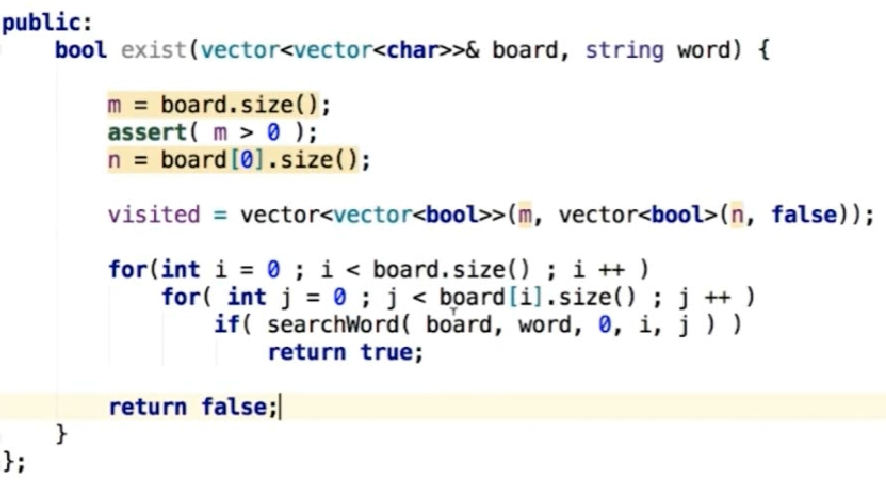 public:
    bool exist(vector<vector<char>>& board, string word) {
        m = board.size();
        assert( m > 0 );
        n = board[0].size();
        visited = vector<vector<bool>>(m, vector<bool>(n, false));
        for(int i = 0 ; i < board.size() ; i ++ )
            for( int j = 0 ; j < board[i].size() ; j ++ )
                if( searchWord( board, word, 0, i, j ) )
                    return true;
        return false;
    }
};